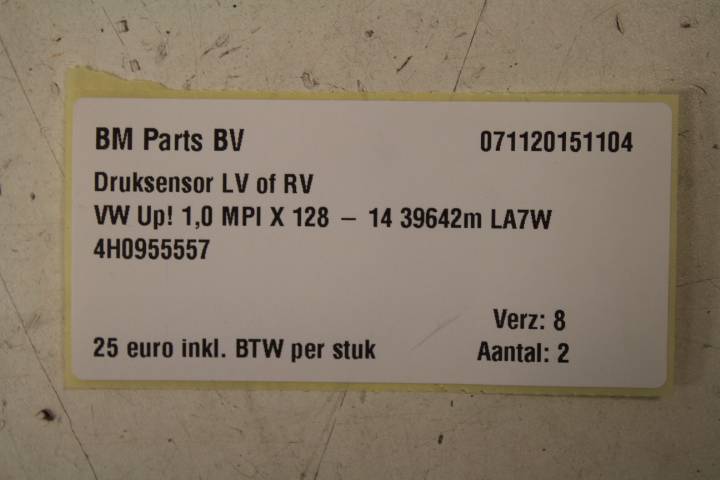 BM Parts BV 071120151104
Druksensor LV of RV
VW Up! 1,0 MPI X 128 – 14 39642m LA7W
4H0955557
Verz: 8
25 euro inkl. BTW per stuk Aantal: 2